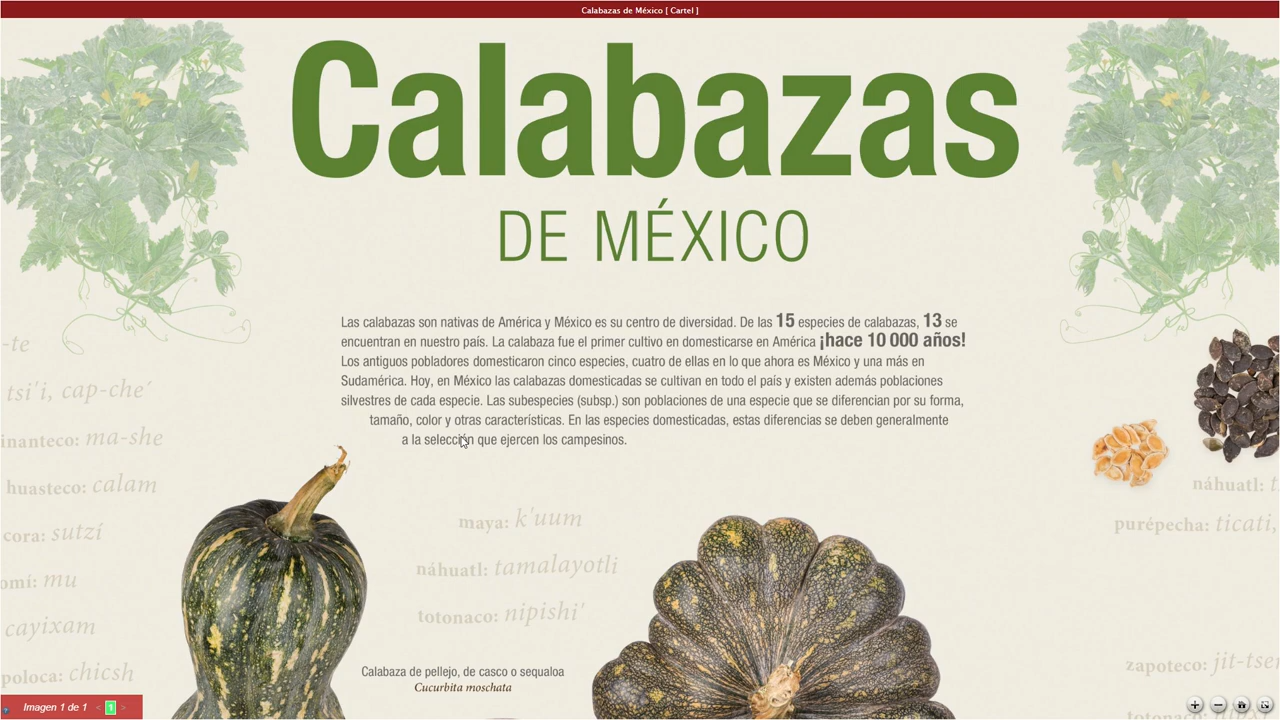 Calabazas de México [ Cartel ]
Calabazas
DE MÉXICO
Las calabazas son nativas de América y México es su centro de diversidad. De las 15 especies de calabazas, 13 se
encuentran en nuestro país. La calabaza fue el primer cultivo en domesticarse en América ¡hace 10 000 años!
Los antiguos pobladores domesticaron cinco especies, cuatro de ellas en lo que ahora es México y una más en
Sudamérica. Hoy, en México las calabazas domesticadas se cultivan en todo el país y existen además poblaciones
silvestres de cada especie. Las subespecies (subsp.) son poblaciones de una especie que se diferencian por su forma,
tamaño, color y otras características. En las especies domesticadas, estas diferencias se deben generalmente
a la selección que ejercen los campesinos.
-te
tsi'i, cap-che'
inanteco: ma-she
huasteco: calam
cora: sutzí
omí: mu
cayixam
poloca: chicsh
maya: k'uum
náhuatl: tamalayotli
totonaco: nipishi'
Calabaza de pellejo, de casco o sequaloa
Cucurbita moschata
náhuatl: t
purépecha: ticati,
zapoteco: jit-tse
totonaco:
Imagen 1 de 1 < 1 >